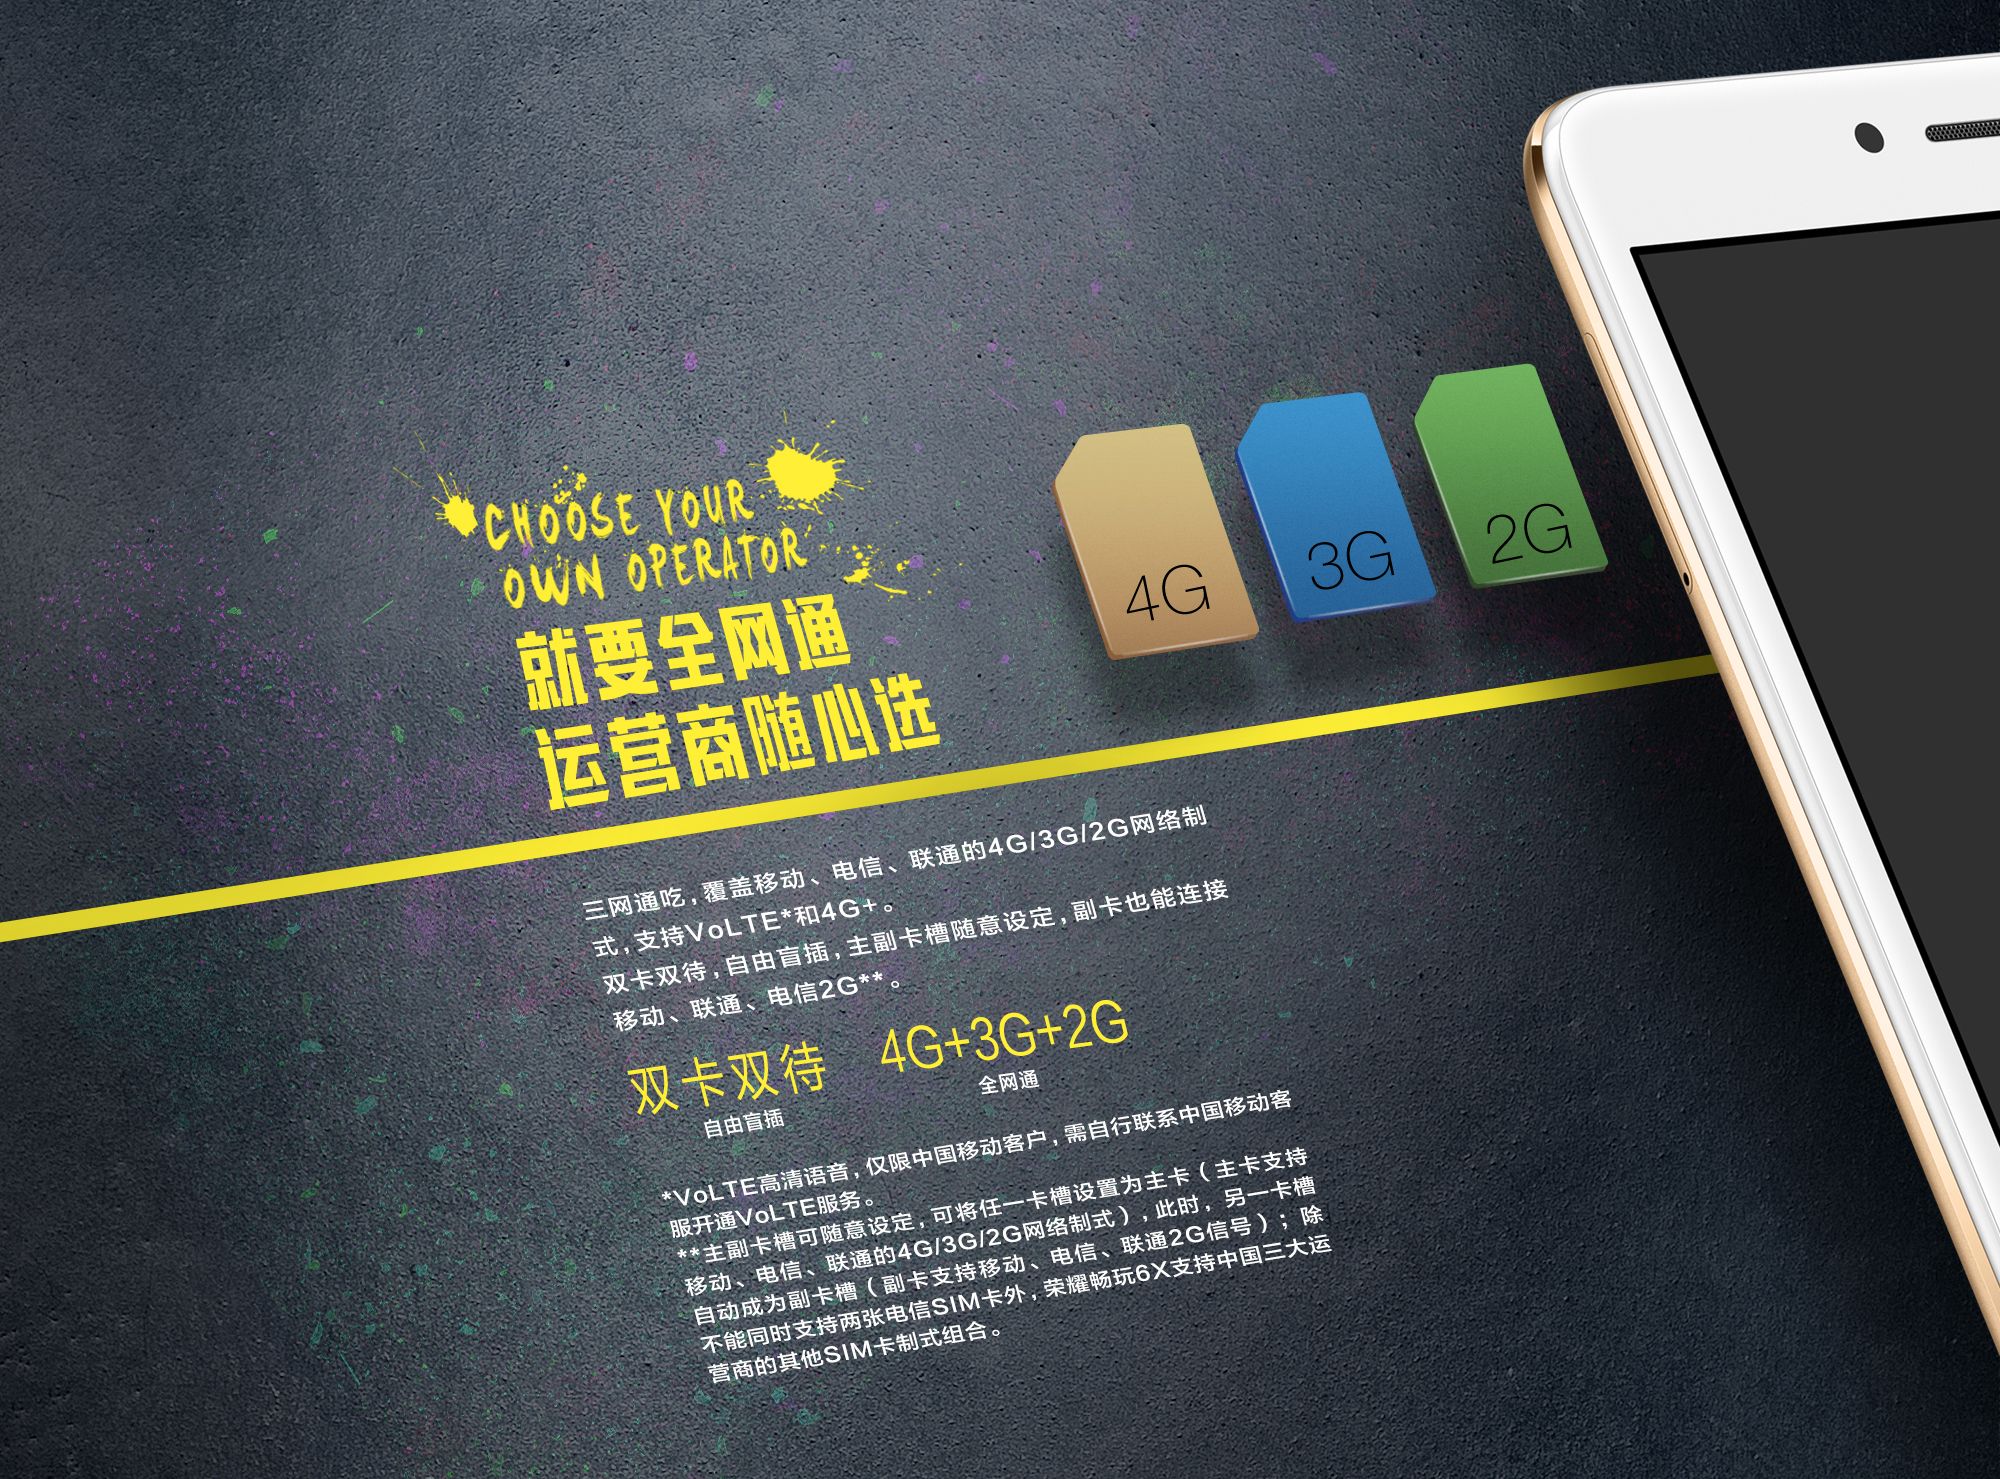 CHOOSE YOUR
OWN OPERATOR
就要全网通
运营商随心选
4G
3G
2G
三网通吃，覆盖移动、电信、联通的4G/3G/2G网络制
式，支持VoLTE*和4G+。
双卡双待，自由盲插，主副卡槽随意设定，副卡也能连接
移动、联通、电信2G**。
双卡双待
自由盲插
4G+3G+2G
全网通
*VoLTE高清语音，仅限中国移动客户，需自行联系中国移动客
服开通VoLTE服务。
**主副卡槽可随意设定，可将任一卡槽设置为主卡（主卡支持
移动、电信、联通的4G/3G/2G网络制式），此时，另一卡槽
自动成为副卡槽（副卡支持移动、电信、联通2G信号）；除
不能同时支持两张电信SIM卡外，荣耀畅玩6X支持中国三大运
营商的其他SIM卡制式组合。